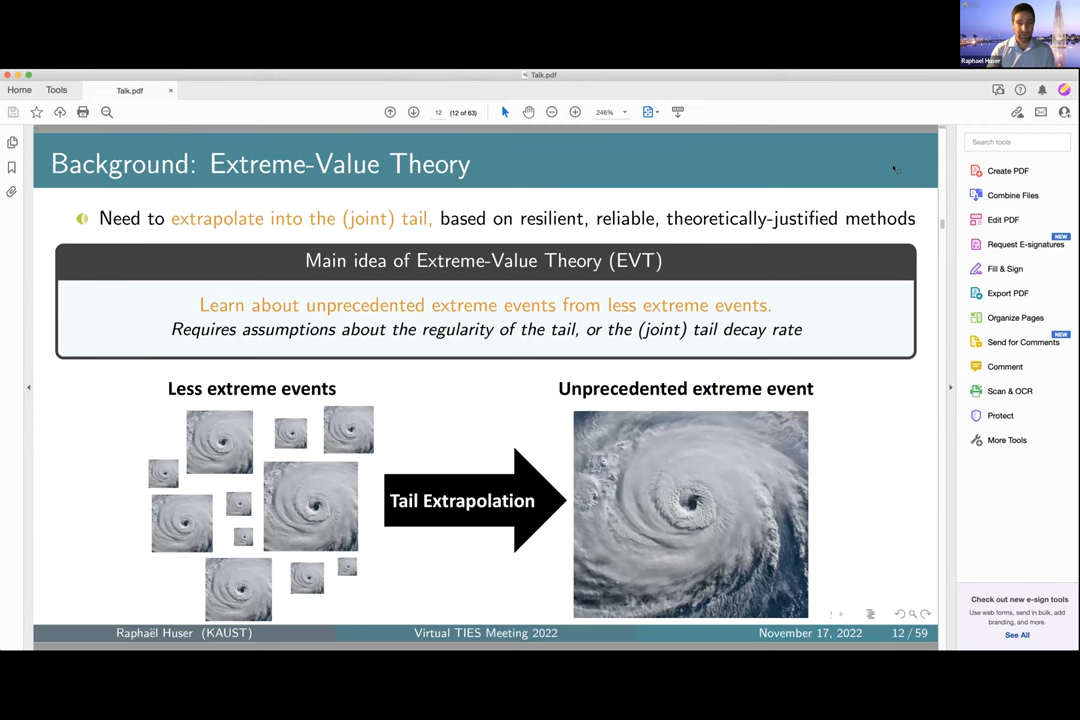 Raphael Huser
Talk.pdf
Home Tools Talk.pdf ×
12 (12 of 63) 246%
Search tools
Create PDF
Combine Files
Edit PDF
NEW
Request E-signatures
Fill & Sign
Export PDF
Organize Pages
NEW
Send for Comments
Comment
Scan & OCR
Protect
More Tools
Check out new e-sign tools
Use web forms, send in bulk, add
branding, and more.
See All
Background: Extreme-Value Theory
Need to extrapolate into the (joint) tail, based on resilient, reliable, theoretically-justified methods
Main idea of Extreme-Value Theory (EVT)
Learn about unprecedented extreme events from less extreme events.
Requires assumptions about the regularity of the tail, or the (joint) tail decay rate
Less extreme events
Unprecedented extreme event
Tail Extrapolation
Raphaël Huser (KAUST) Virtual TIES Meeting 2022 November 17, 2022 12 / 59